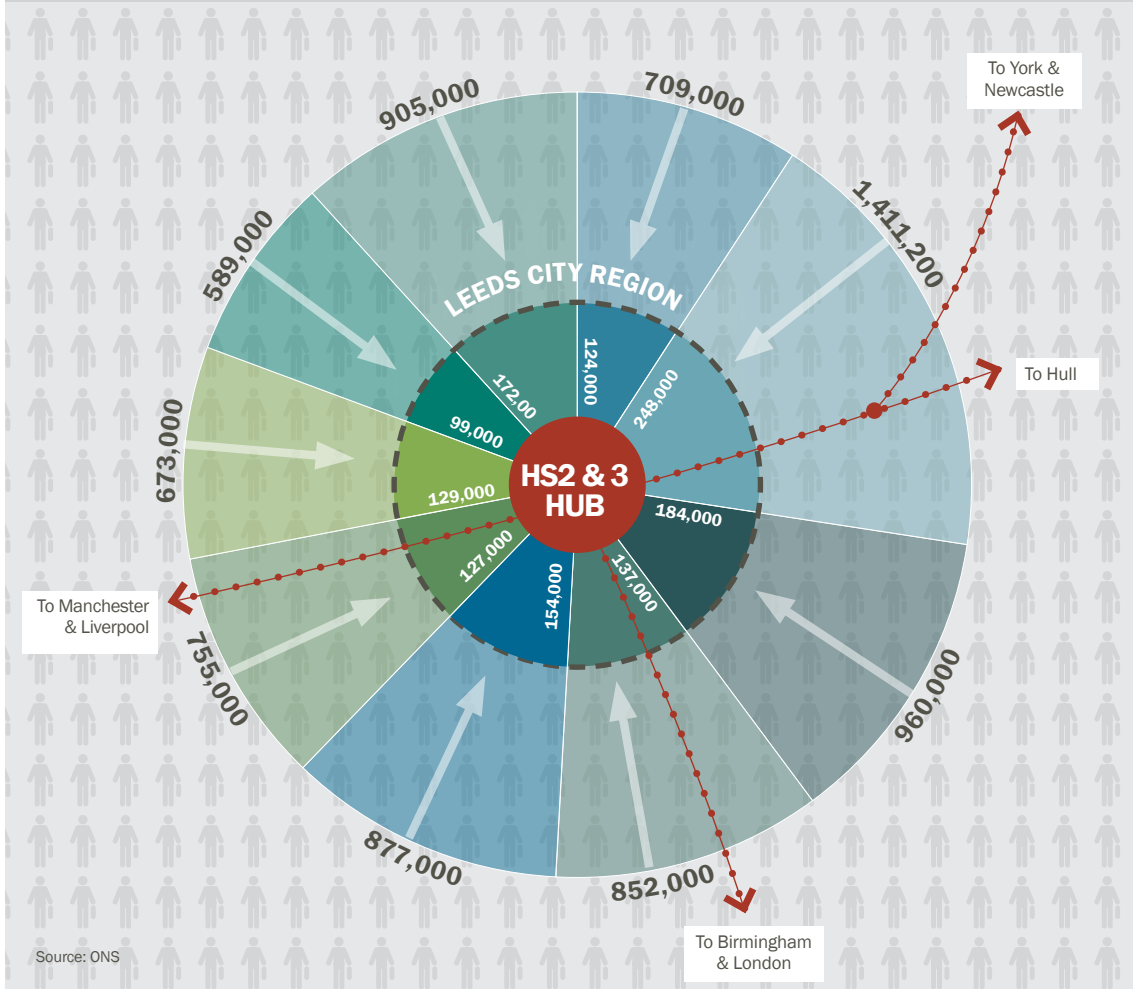 905,000
709,000
To York &
Newcastle
1,411,200
589,000
LEEDS CITY REGION
124,000
248,000
172,00
To Hull
673,000
99,000
129,000
HS2 & 3
HUB
184,000
127,000
137,000
154,000
To Manchester
& Liverpool
755,000
960,000
877,000
852,000
To Birmingham
& London
Source: ONS